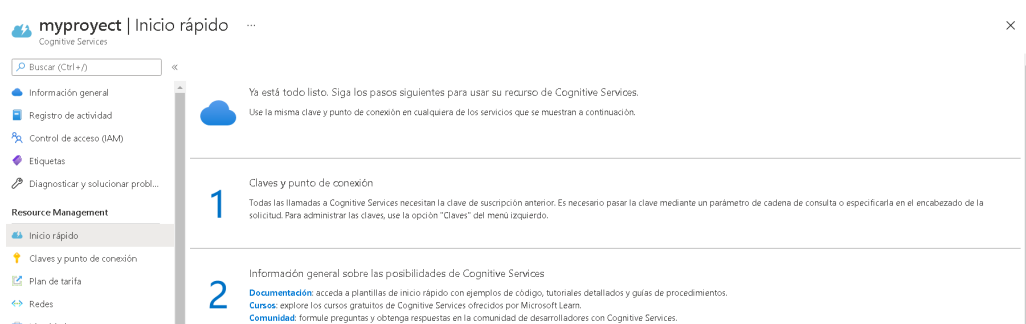 myproyect | Inicio rápido ...
Cognitive Services
Buscar (Ctrl+/)
«
Información general
Registro de actividad
Control de acceso (IAM)
Etiquetas
Diagnosticar y solucionar probl...
Resource Management
Inicio rápido
Claves y punto de conexión
Plan de tarifa
Redes
Ya está todo listo. Siga los pasos siguientes para usar su recurso de Cognitive Services.
Use la misma clave y punto de conexión en cualquiera de los servicios que se muestran a continuación.
1
Claves y punto de conexión
Todas las llamadas a Cognitive Services necesitan la clave de suscripción anterior. Es necesario pasar la clave mediante un parámetro de cadena de consulta o especificarla en el encabezado de la
solicitud. Para administrar las claves, use la opción "Claves" del menú izquierdo.
2
Información general sobre las posibilidades de Cognitive Services
Documentación: acceda a plantillas de inicio rápido con ejemplos de código, tutoriales detallados y guías de procedimientos.
Cursos: explore los cursos gratuitos de Cognitive Services ofrecidos por Microsoft Learn.
Comunidad: formule preguntas y obtenga respuestas en la comunidad de desarrolladores con Cognitive Services.